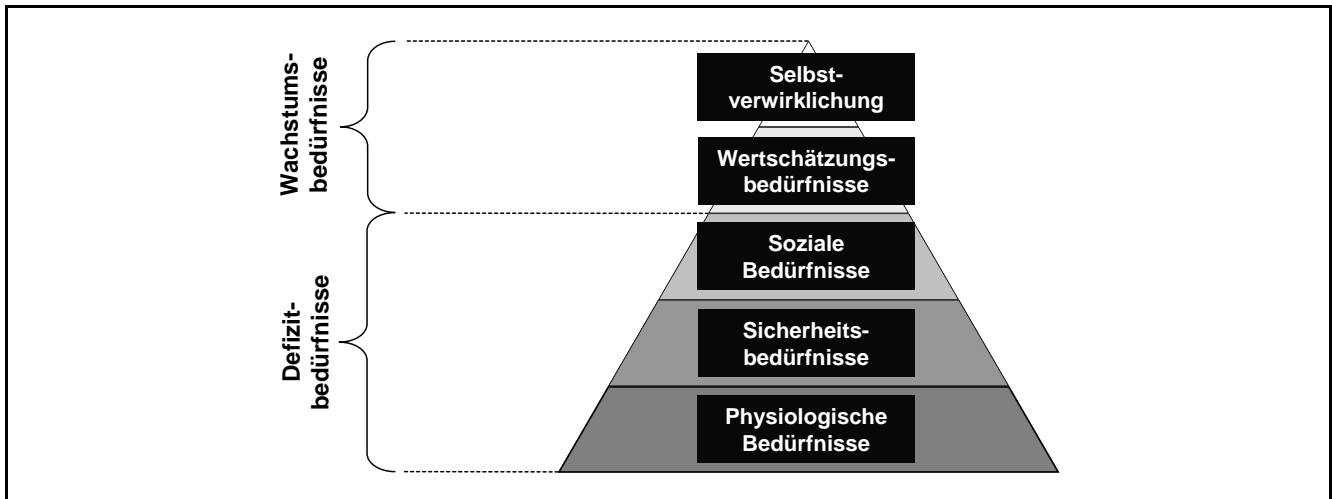 Wachstums-
bedürfnisse
Defizit-
bedürfnisse
Selbst-
verwirklichung
Wertschätzungs-
bedürfnisse
Soziale
Bedürfnisse
Sicherheits-
bedürfnisse
Physiologische
Bedürfnisse